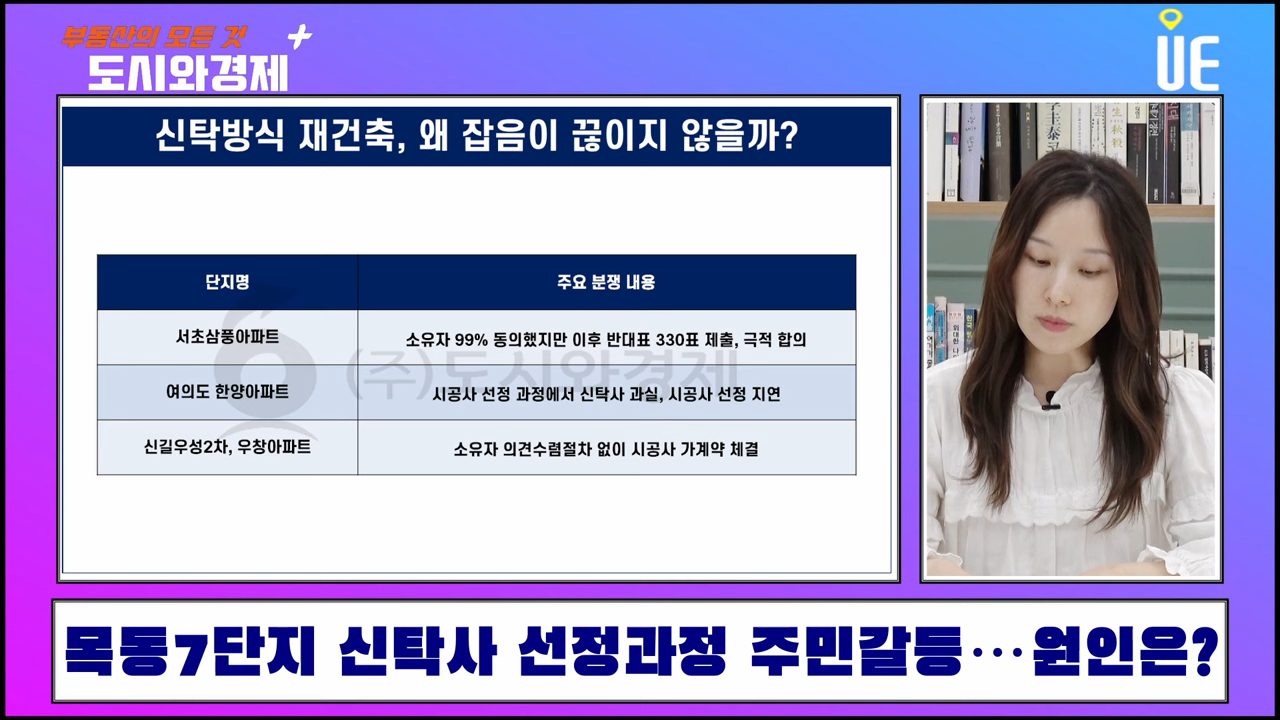 부동산의 모든 것
도시와경제
UE
신탁방식 재건축, 왜 잡음이 끊이지 않을까?
단지명 주요 분쟁 내용
서초삼풍아파트 소유자 99% 동의했지만 이후 반대표 330표 제출, 극적 합의
여의도 한양아파트 시공사 선정 과정에서 신탁사 과실, 시공사 선정 지연
신길우성2차, 우창아파트 소유자 의견수렴절차 없이 시공사 가계약 체결
(주)도시와경제
목동7단지 신탁사 선정과정 주민갈등…원인은?